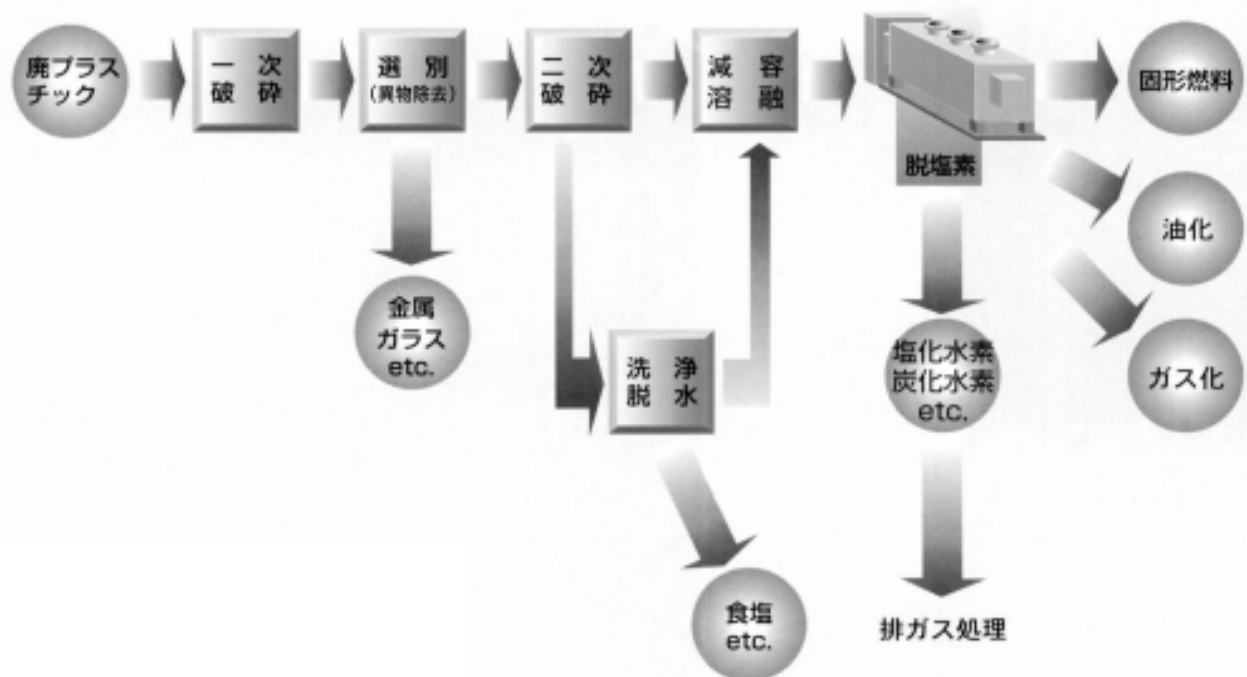 廃プラス
チック
一次
破砕
選別
(異物除去)
二次
破砕
減容
溶融
脱塩素
固形燃料
油化
ガス化
金属
ガラス
etc.
洗浄
脱水
塩化水素
炭化水素
etc.
食塩
etc.
排ガス処理